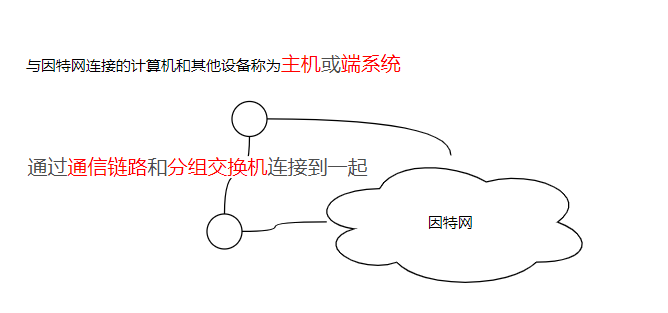 与因特网连接的计算机和其他设备称为主机或端系统
通过通信链路和分组交换机连接到一起
因特网